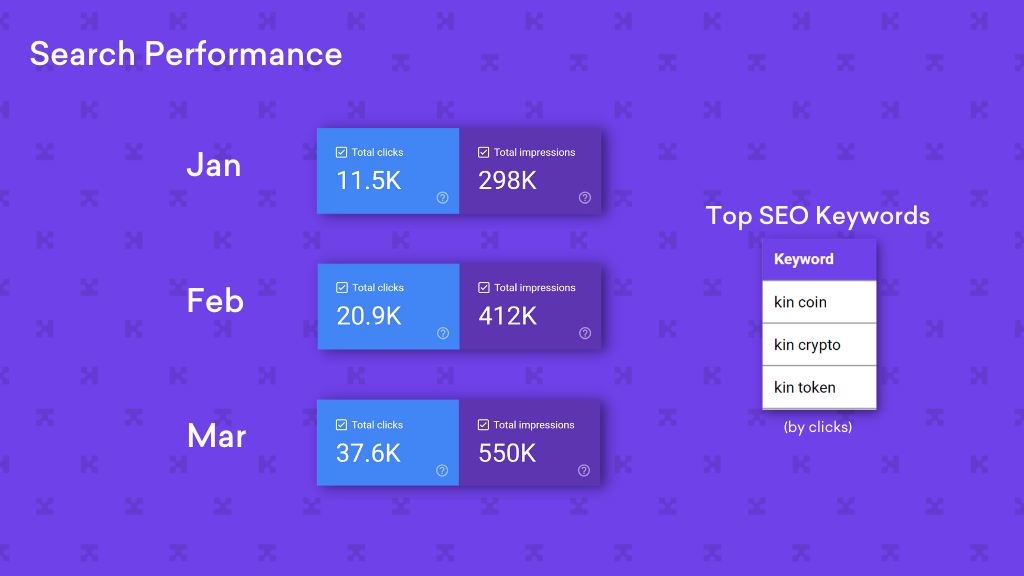 Search Performance
Jan
Total clicks
Total impressions
11.5K
298K
Feb
Total clicks
Total impressions
20.9K
412K
Mar
Total clicks
Total impressions
37.6K
550K
Top SEO Keywords
Keyword
kin coin
kin crypto
kin token
(by clicks)